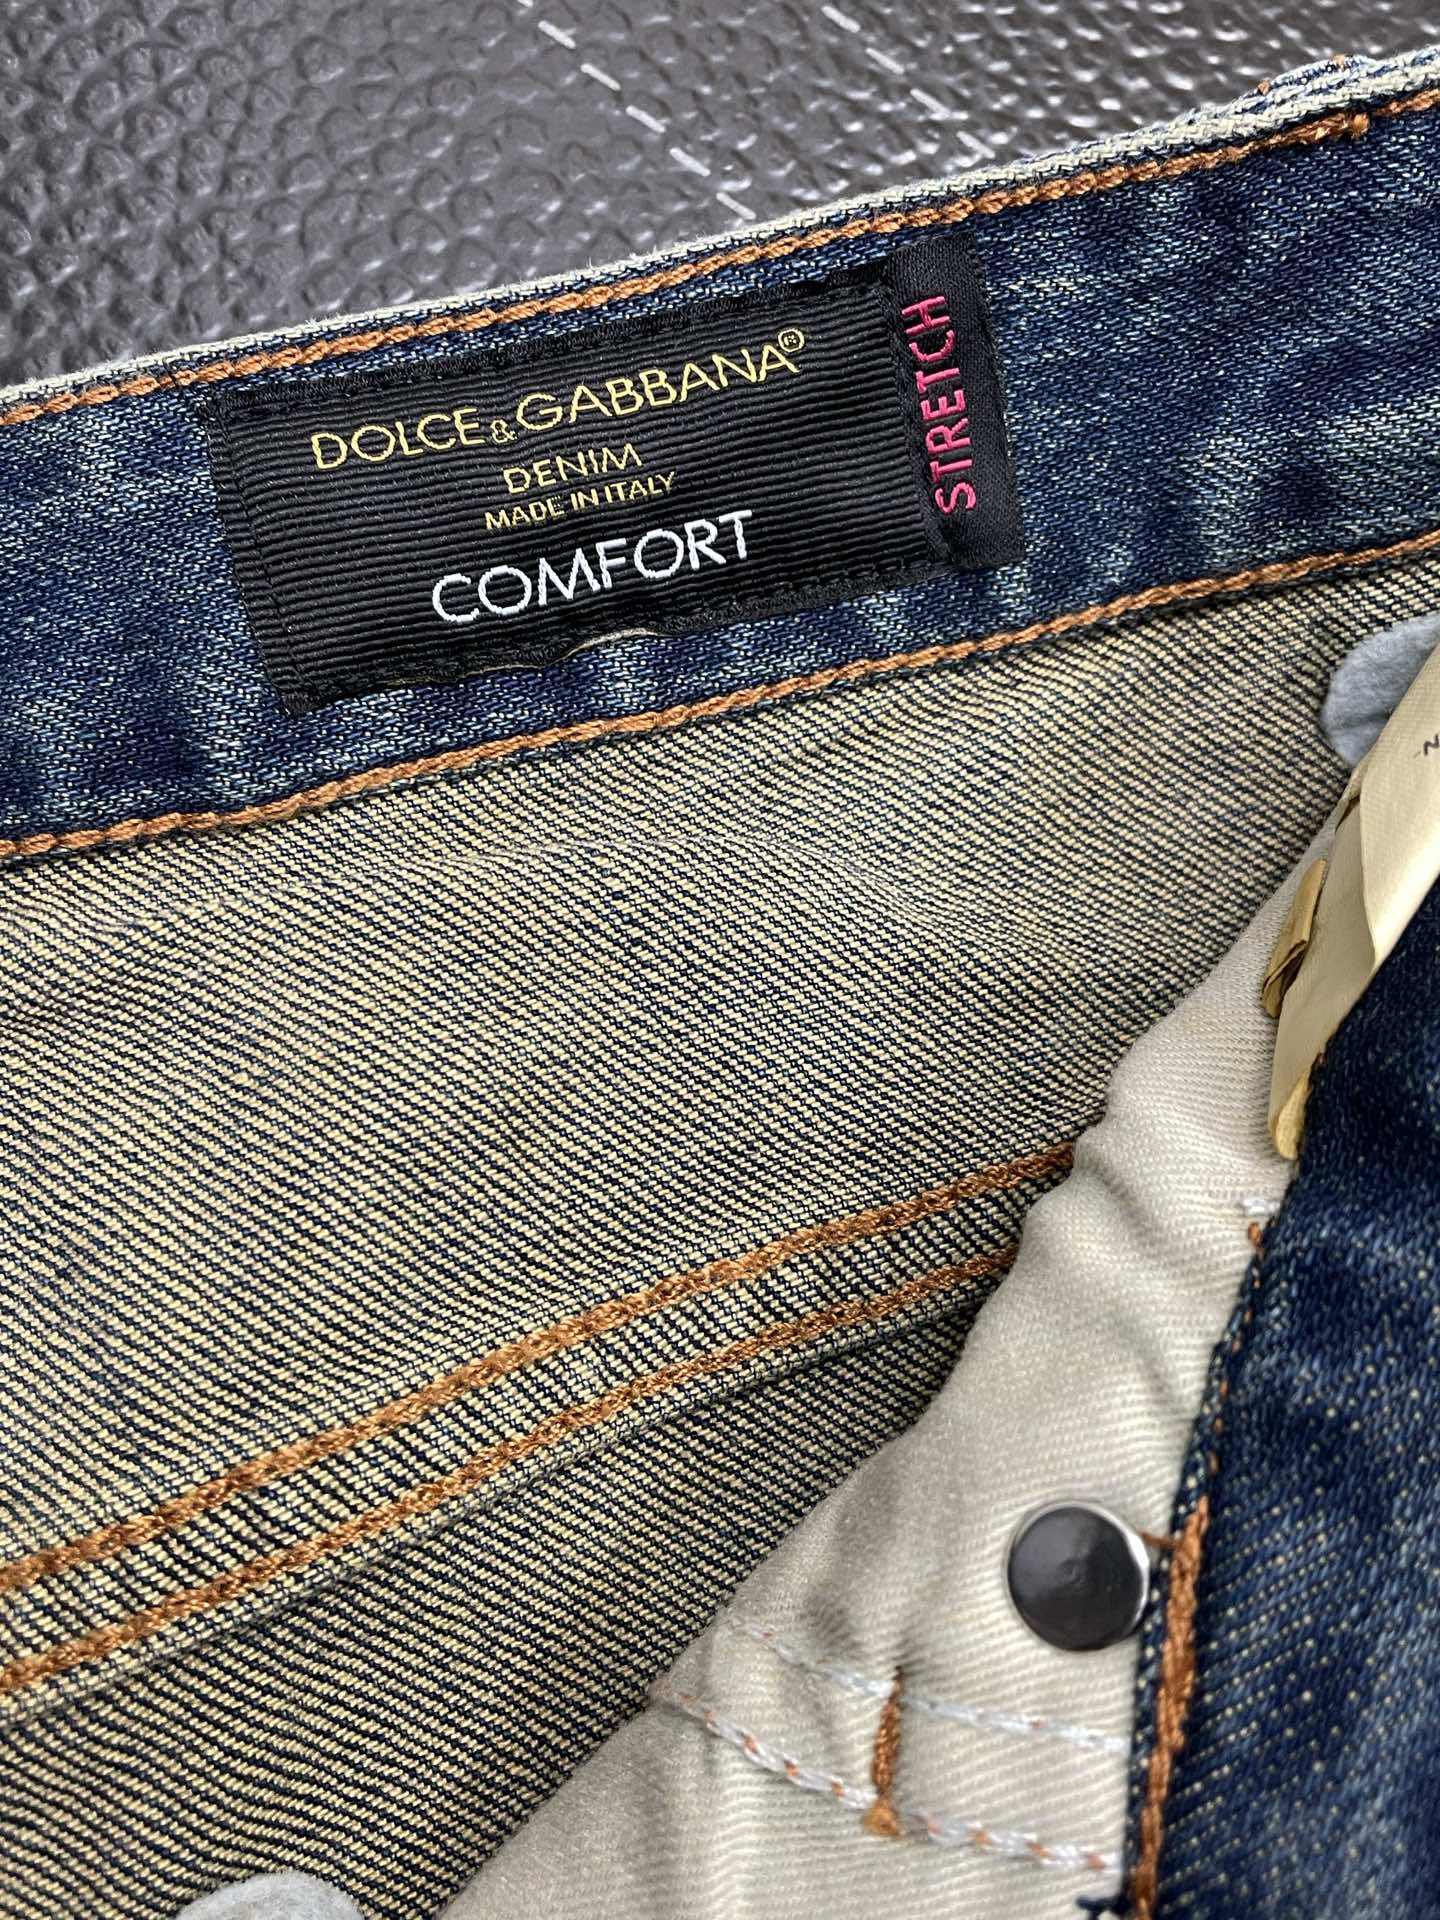 DOLCE & GABBANA®
DENIM
MADE IN ITALY
COMFORT
STRETCH